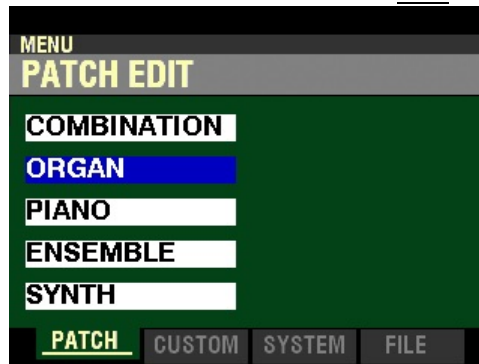 MENU
PATCH EDIT
COMBINATION
ORGAN
PIANO
ENSEMBLE
SYNTH
PATCH CUSTOM SYSTEM FILE